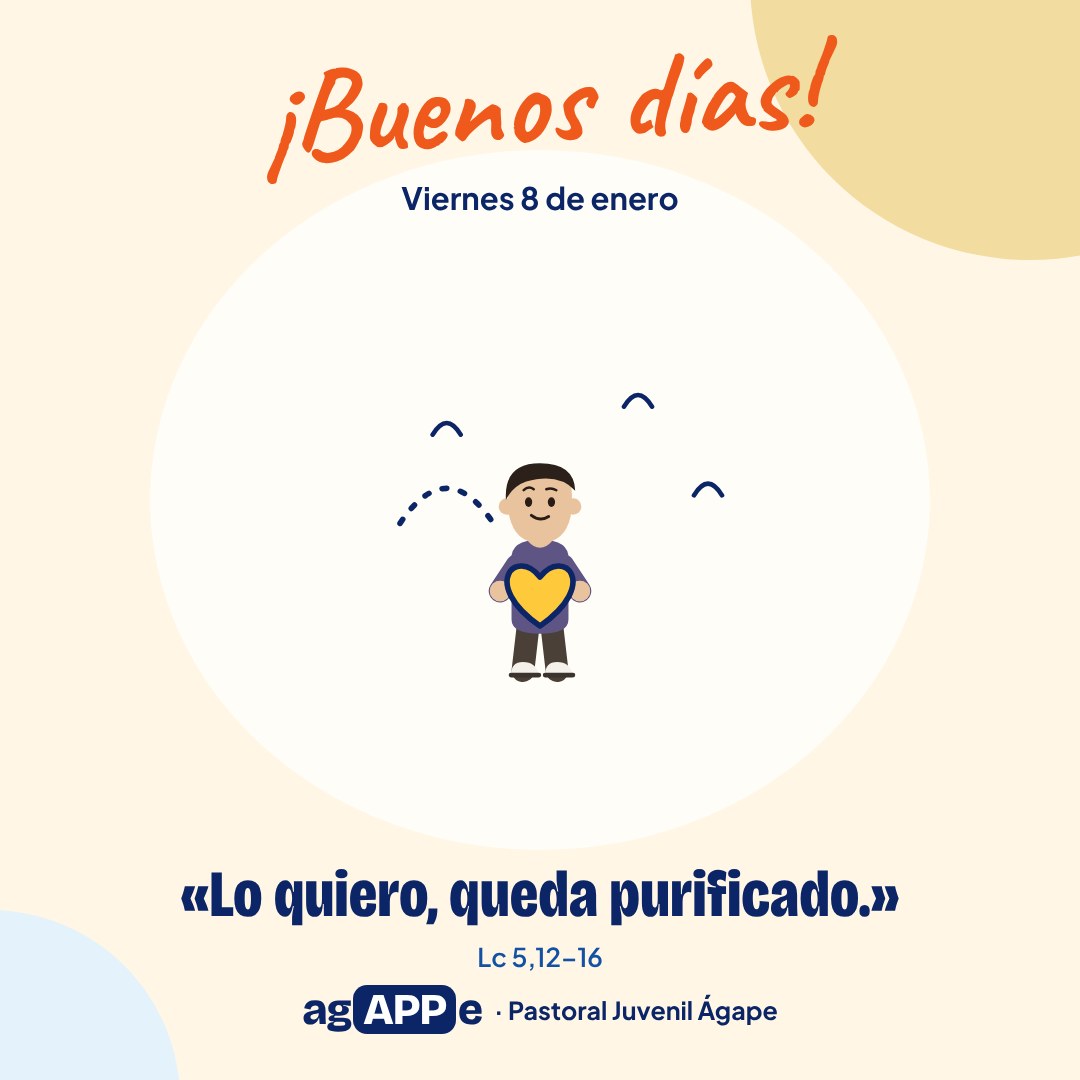 ¡Buenos días!
Viernes 8 de enero
«Lo quiero, queda purificado.»
Lc 5,12–16
agAPPe · Pastoral Juvenil Ágape